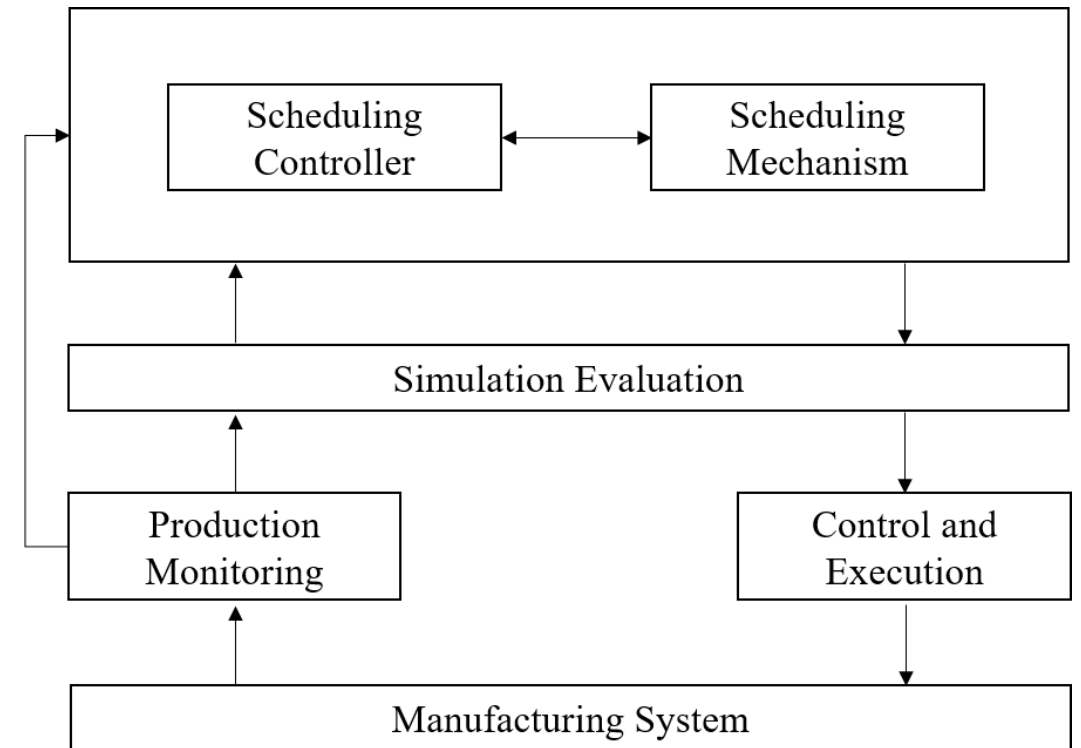 Scheduling
Controller
Scheduling
Mechanism
Simulation Evaluation
Production
Monitoring
Control and
Execution
Manufacturing System